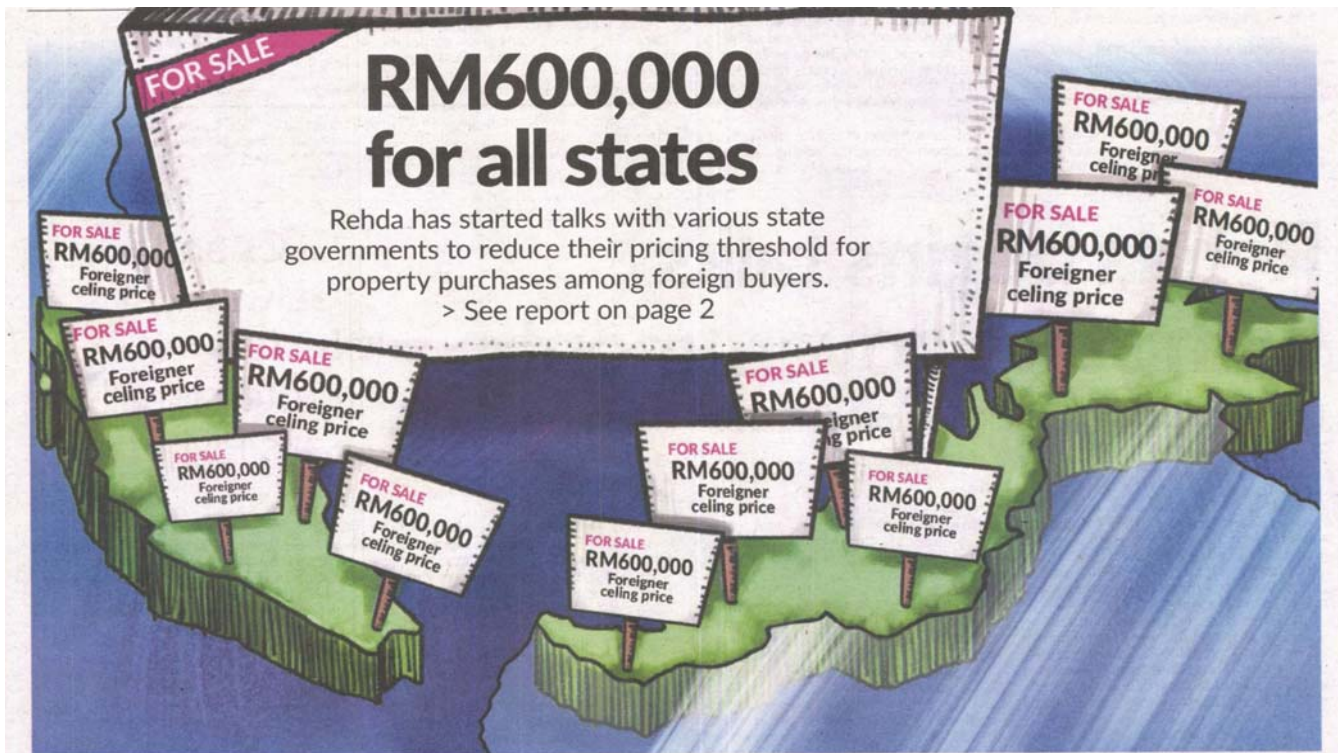 FOR SALE
RM600,000
for all states
Rehda has started talks with various state
governments to reduce their pricing threshold for
property purchases among foreign buyers.
> See report on page 2
FOR SALE
RM600,000
Foreigner
celing price
FOR SALE
RM600,000
Foreigner
celing price
FOR SALE
RM600,000
Foreigner
celing price
FOR SALE
RM600,000
Foreigner
celing price
FOR SALE
RM600,000
Foreigner
celing price
FOR SALE
RM600,000
price
FOR SALE
RM600,000
Foreigner
celing price
FOR SALE
RM600,000
Foreigner
celing price
FOR SALE
RM600,000
Foreigner
celing price
FOR SALE
RM600,000
Foreigner
celing
FOR SALE
RM600,000
Foreigner
celing price
FOR SALE
RM600,000
Foreigner
celing price